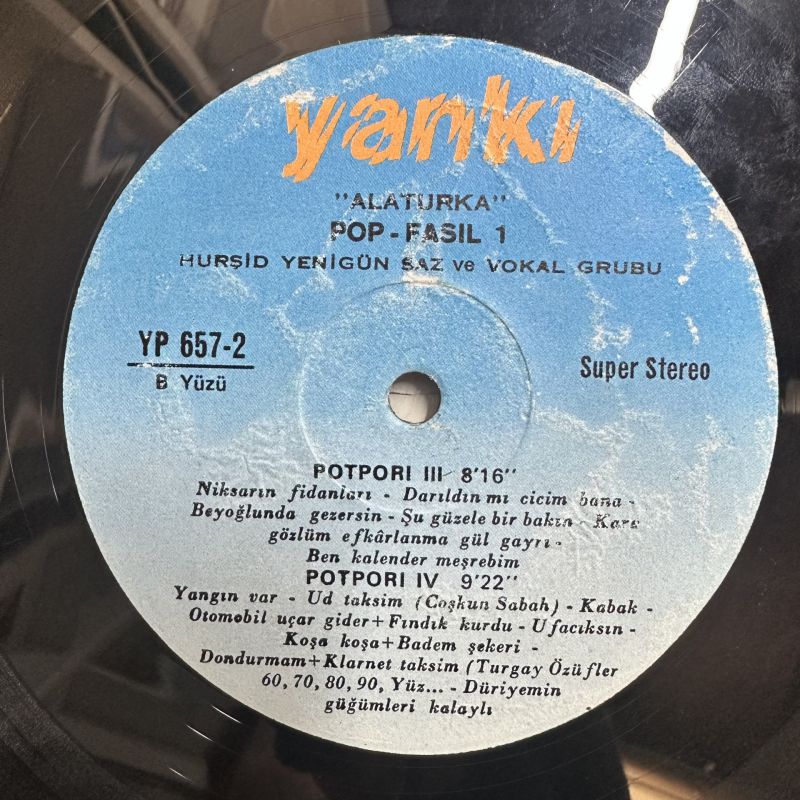 yankı
"ALATURKA"
POP - FASIL 1
HURŞİD YENİGÜN SAZ ve VOKAL GRUBU
YP 657-2
B Yüzü
Super Stereo
POTPORI III 8'16"
Niksarın fidanları - Darıldın mı cicim bana -
Beyoğlunda gezersin - Şu güzele bir bakın - Kara
gözlüm efkârlanma gül gayrı -
Ben kalender meşrebim
POTPORI IV 9'22"
Yangın var - Ud taksim (Coşkun Sabah) - Kabak -
Otomobil uçar gider + Fındık kurdu - Ufacıksın -
Koşa koşa + Badem şekeri -
Dondurmam + Klarnet taksim (Turgay Özüfler
60, 70, 80, 90, Yüz... - Düriyemin
güğümleri kalaylı